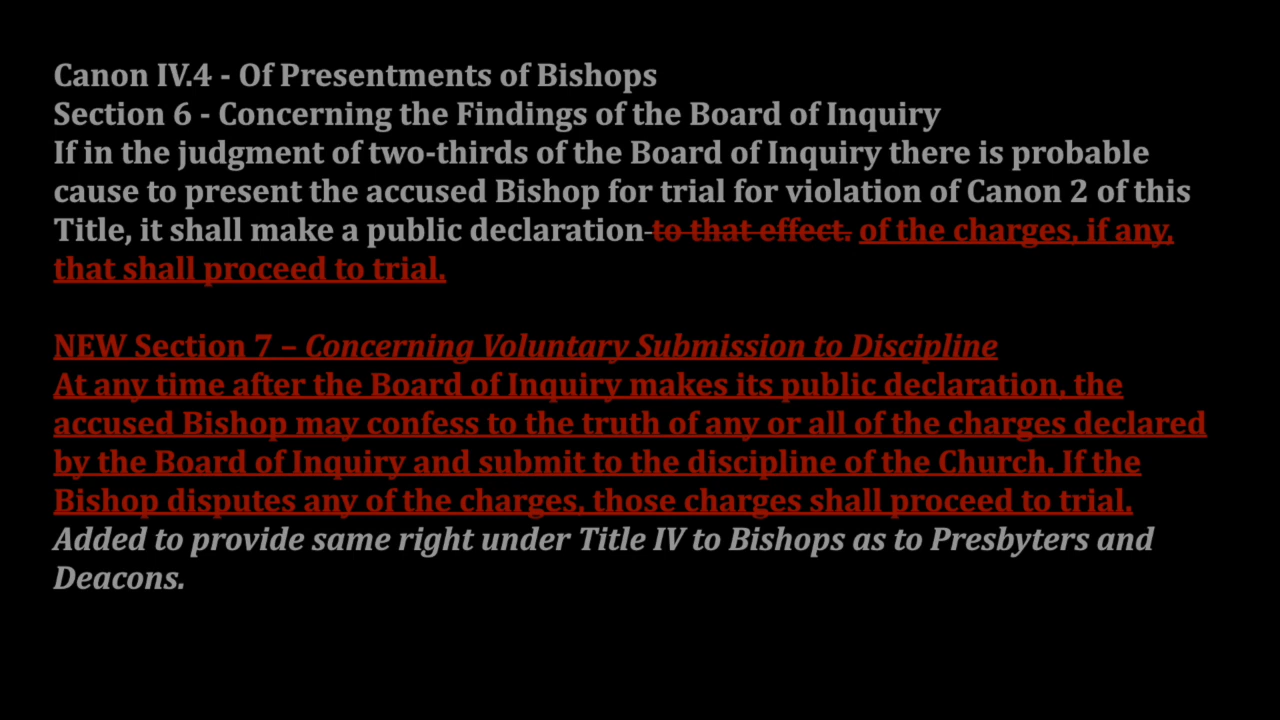 Canon IV.4 - Of Presentments of Bishops
Section 6 - Concerning the Findings of the Board of Inquiry
If in the judgment of two-thirds of the Board of Inquiry there is probable
cause to present the accused Bishop for trial for violation of Canon 2 of this
Title, it shall make a public declaration to that effect. of the charges, if any,
that shall proceed to trial.
NEW Section 7 – Concerning Voluntary Submission to Discipline
At any time after the Board of Inquiry makes its public declaration, the
accused Bishop may confess to the truth of any or all of the charges declared
by the Board of Inquiry and submit to the discipline of the Church. If the
Bishop disputes any of the charges, those charges shall proceed to trial.
Added to provide same right under Title IV to Bishops as to Presbyters and
Deacons.